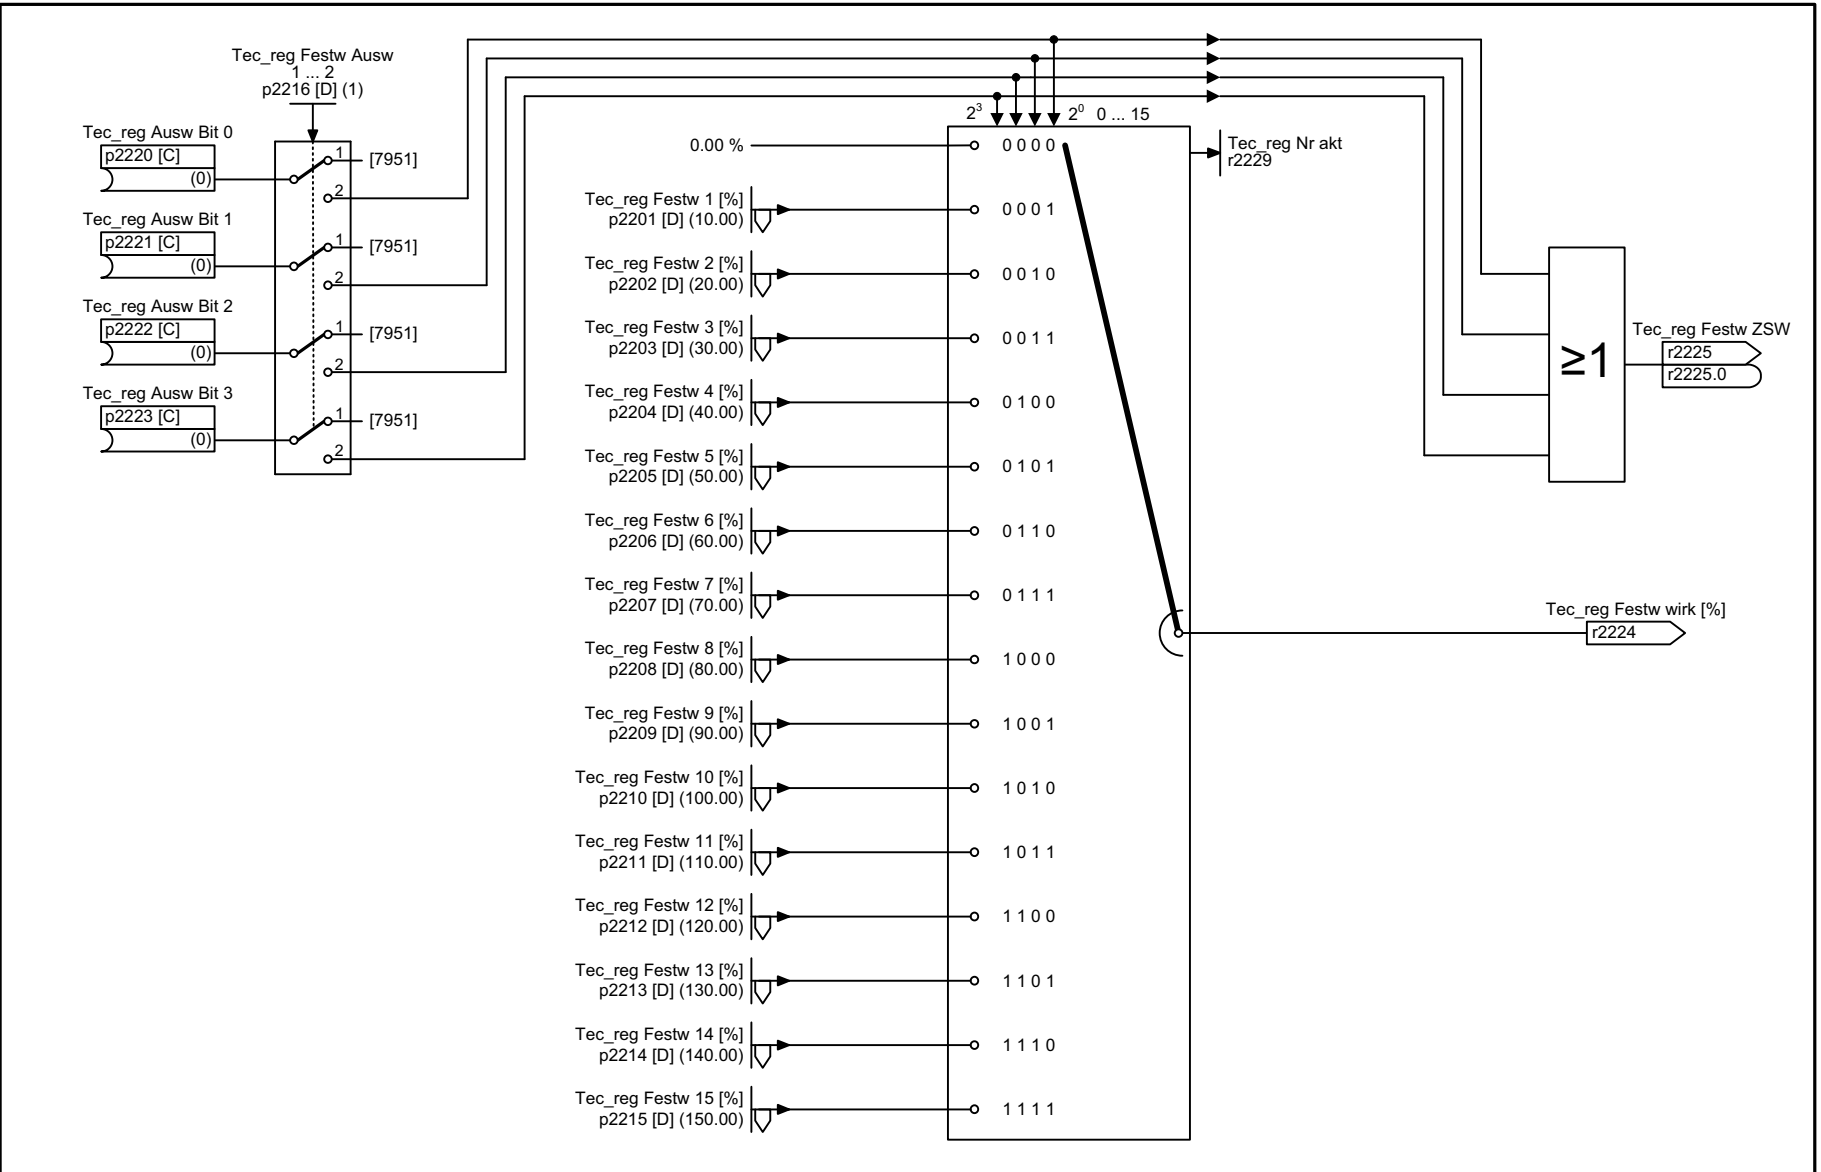 Tec_reg Festw Ausw
1 ... 2
p2216 [D] (1)
Tec_reg Ausw Bit 0
p2220 [C]
(0)
1
[7951]
2
Tec_reg Ausw Bit 1
p2221 [C]
(0)
1
[7951]
2
Tec_reg Ausw Bit 2
p2222 [C]
(0)
1
[7951]
2
Tec_reg Ausw Bit 3
p2223 [C]
(0)
1
[7951]
2
2³ 2⁰ 0 ... 15
0.00 % 0 0 0 0
Tec_reg Nr akt
r2229
Tec_reg Festw 1 [%]
p2201 [D] (10.00)
0 0 0 1
Tec_reg Festw 2 [%]
p2202 [D] (20.00)
0 0 1 0
Tec_reg Festw 3 [%]
p2203 [D] (30.00)
0 0 1 1
Tec_reg Festw 4 [%]
p2204 [D] (40.00)
0 1 0 0
Tec_reg Festw 5 [%]
p2205 [D] (50.00)
0 1 0 1
Tec_reg Festw 6 [%]
p2206 [D] (60.00)
0 1 1 0
Tec_reg Festw 7 [%]
p2207 [D] (70.00)
0 1 1 1
Tec_reg Festw 8 [%]
p2208 [D] (80.00)
1 0 0 0
Tec_reg Festw 9 [%]
p2209 [D] (90.00)
1 0 0 1
Tec_reg Festw 10 [%]
p2210 [D] (100.00)
1 0 1 0
Tec_reg Festw 11 [%]
p2211 [D] (110.00)
1 0 1 1
Tec_reg Festw 12 [%]
p2212 [D] (120.00)
1 1 0 0
Tec_reg Festw 13 [%]
p2213 [D] (130.00)
1 1 0 1
Tec_reg Festw 14 [%]
p2214 [D] (140.00)
1 1 1 0
Tec_reg Festw 15 [%]
p2215 [D] (150.00)
1 1 1 1
≥1
Tec_reg Festw ZSW
r2225
r2225.0
Tec_reg Festw wirk [%]
r2224